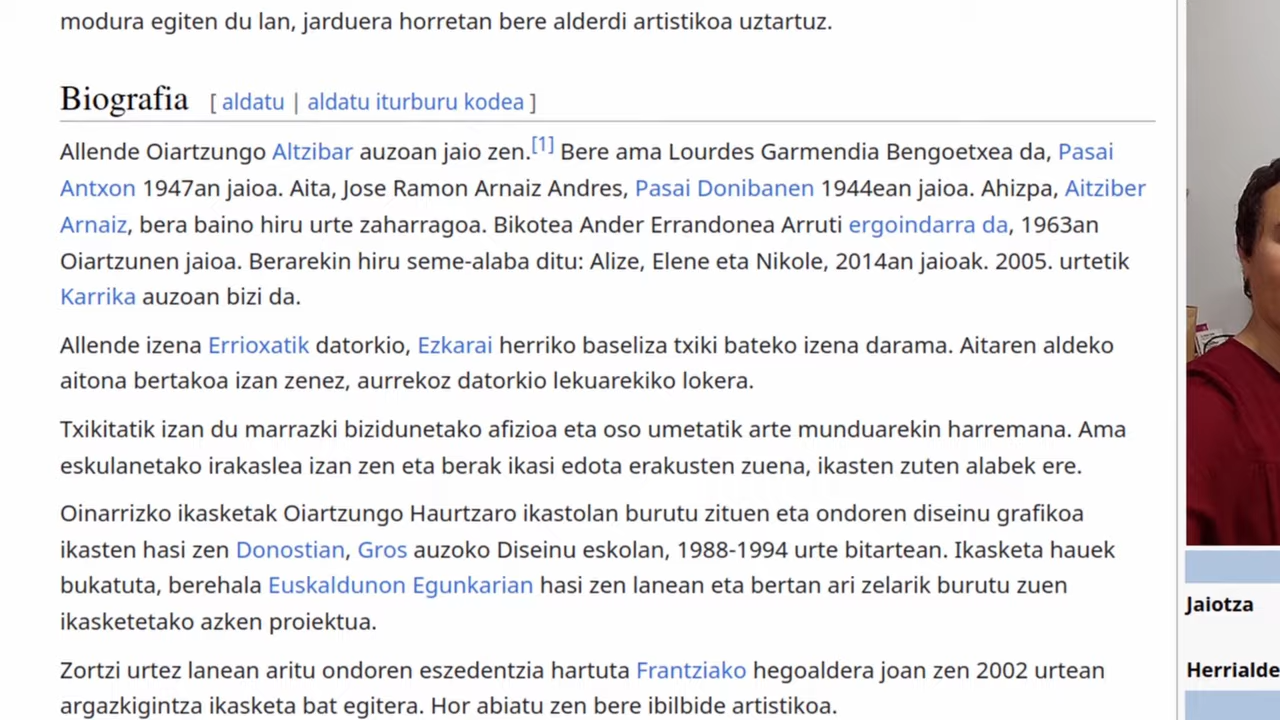 modura egiten du lan, jarduera horretan bere alderdi artistikoa uztartuz.
Biografia [ aldatu | aldatu iturburu kodea ]
Allende Oiartzungo Altzibar auzoan jaio zen.[1] Bere ama Lourdes Garmendia Bengoetxea da, Pasai
Antxon 1947an jaioa. Aita, Jose Ramon Arnaiz Andres, Pasai Donibanen 1944ean jaioa. Ahizpa, Aitziber
Arnaiz, bera baino hiru urte zaharragoa. Bikotea Ander Errandonea Arruti ergoindarra da, 1963an
Oiartzunen jaioa. Berarekin hiru seme-alaba ditu: Alize, Elene eta Nikole, 2014an jaioak. 2005. urtetik
Karrika auzoan bizi da.
Allende izena Errioxatik datorkio, Ezkarai herriko baseliza txiki bateko izena darama. Aitaren aldeko
aitona bertakoa izan zenez, aurrekoz datorkio lekuarekiko lokera.
Txikitatik izan du marrazki bizidunetako afizioa eta oso umetatik arte munduarekin harremana. Ama
eskulanetako irakaslea izan zen eta berak ikasi edota erakusten zuena, ikasten zuten alabek ere.
Oinarrizko ikasketak Oiartzungo Haurtzaro ikastolan burutu zituen eta ondoren diseinu grafikoa
ikasten hasi zen Donostian, Gros auzoko Diseinu eskolan, 1988-1994 urte bitartean. Ikasketa hauek
bukatuta, berehala Euskaldunon Egunkarian hasi zen lanean eta bertan ari zelarik burutu zuen
ikasketetako azken proiektua.
Zortzi urtez lanean aritu ondoren eszedentzia hartuta Frantziako hegoaldera joan zen 2002 urtean
argazkigintza ikasketa bat egitera. Hor abiatu zen bere ibilbide artistikoa.
Jaiotza
Herrialde